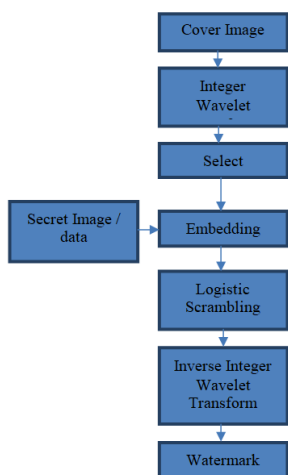 Cover Image
Integer
Wavelet
Select
Secret Image /
data
Embedding
Logistic
Scrambling
Inverse Integer
Wavelet
Transform
Watermark